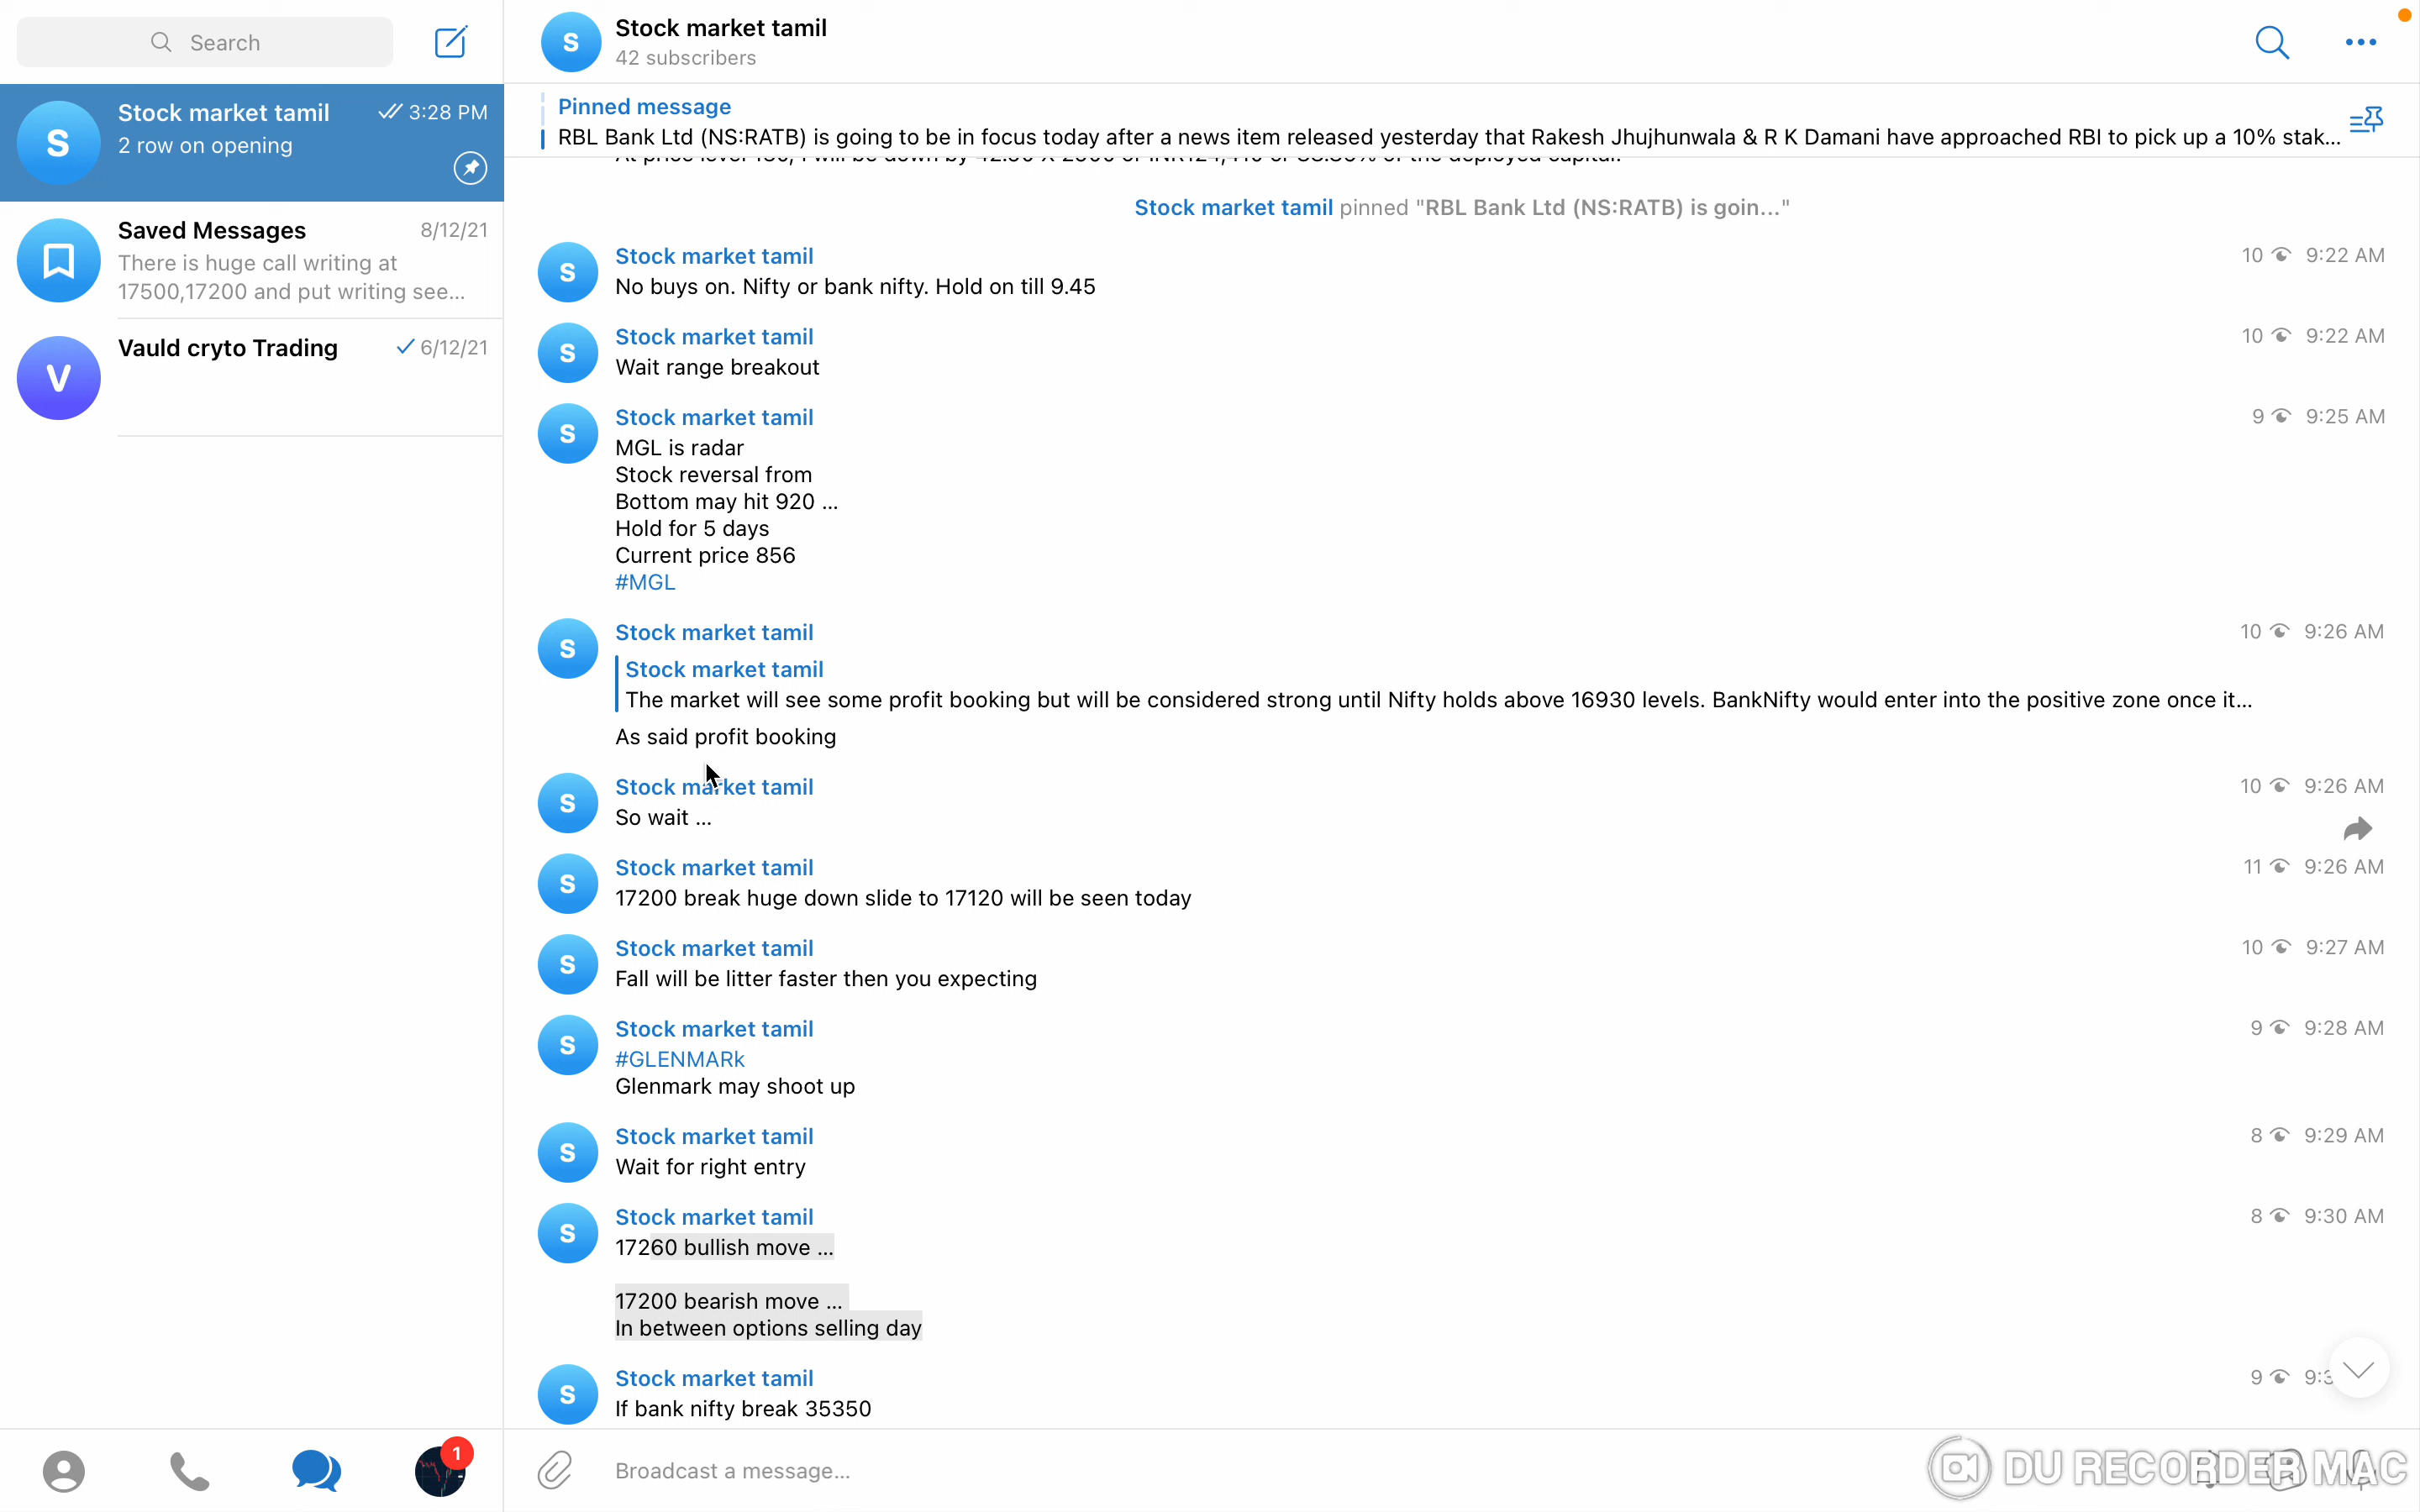 Search
Stock market tamil
3:28 PM
2 row on opening
Saved Messages
8/12/21
There is huge call writing at
17500,17200 and put writing see...
Vauld cryto Trading
6/12/21
1
Stock market tamil
42 subscribers
Pinned message
RBL Bank Ltd (NS:RATB) is going to be in focus today after a news item released yesterday that Rakesh Jhujhunwala & R K Damani have approached RBI to pick up a 10% stak...
Stock market tamil pinned "RBL Bank Ltd (NS:RATB) is goin..."
Stock market tamil
10 9:22 AM
No buys on. Nifty or bank nifty. Hold on till 9.45
Stock market tamil
10 9:22 AM
Wait range breakout
Stock market tamil
9 9:25 AM
MGL is radar
Stock reversal from
Bottom may hit 920 ...
Hold for 5 days
Current price 856
#MGL
Stock market tamil
10 9:26 AM
Stock market tamil
The market will see some profit booking but will be considered strong until Nifty holds above 16930 levels. BankNifty would enter into the positive zone once it...
As said profit booking
Stock market tamil
10 9:26 AM
So wait ...
Stock market tamil
11 9:26 AM
17200 break huge down slide to 17120 will be seen today
Stock market tamil
10 9:27 AM
Fall will be litter faster then you expecting
Stock market tamil
9 9:28 AM
#GLENMARk
Glenmark may shoot up
Stock market tamil
8 9:29 AM
Wait for right entry
Stock market tamil
8 9:30 AM
17260 bullish move ...
17200 bearish move ...
In between options selling day
Stock market tamil
9
If bank nifty break 35350
Broadcast a message...
DU RECORDER MAC